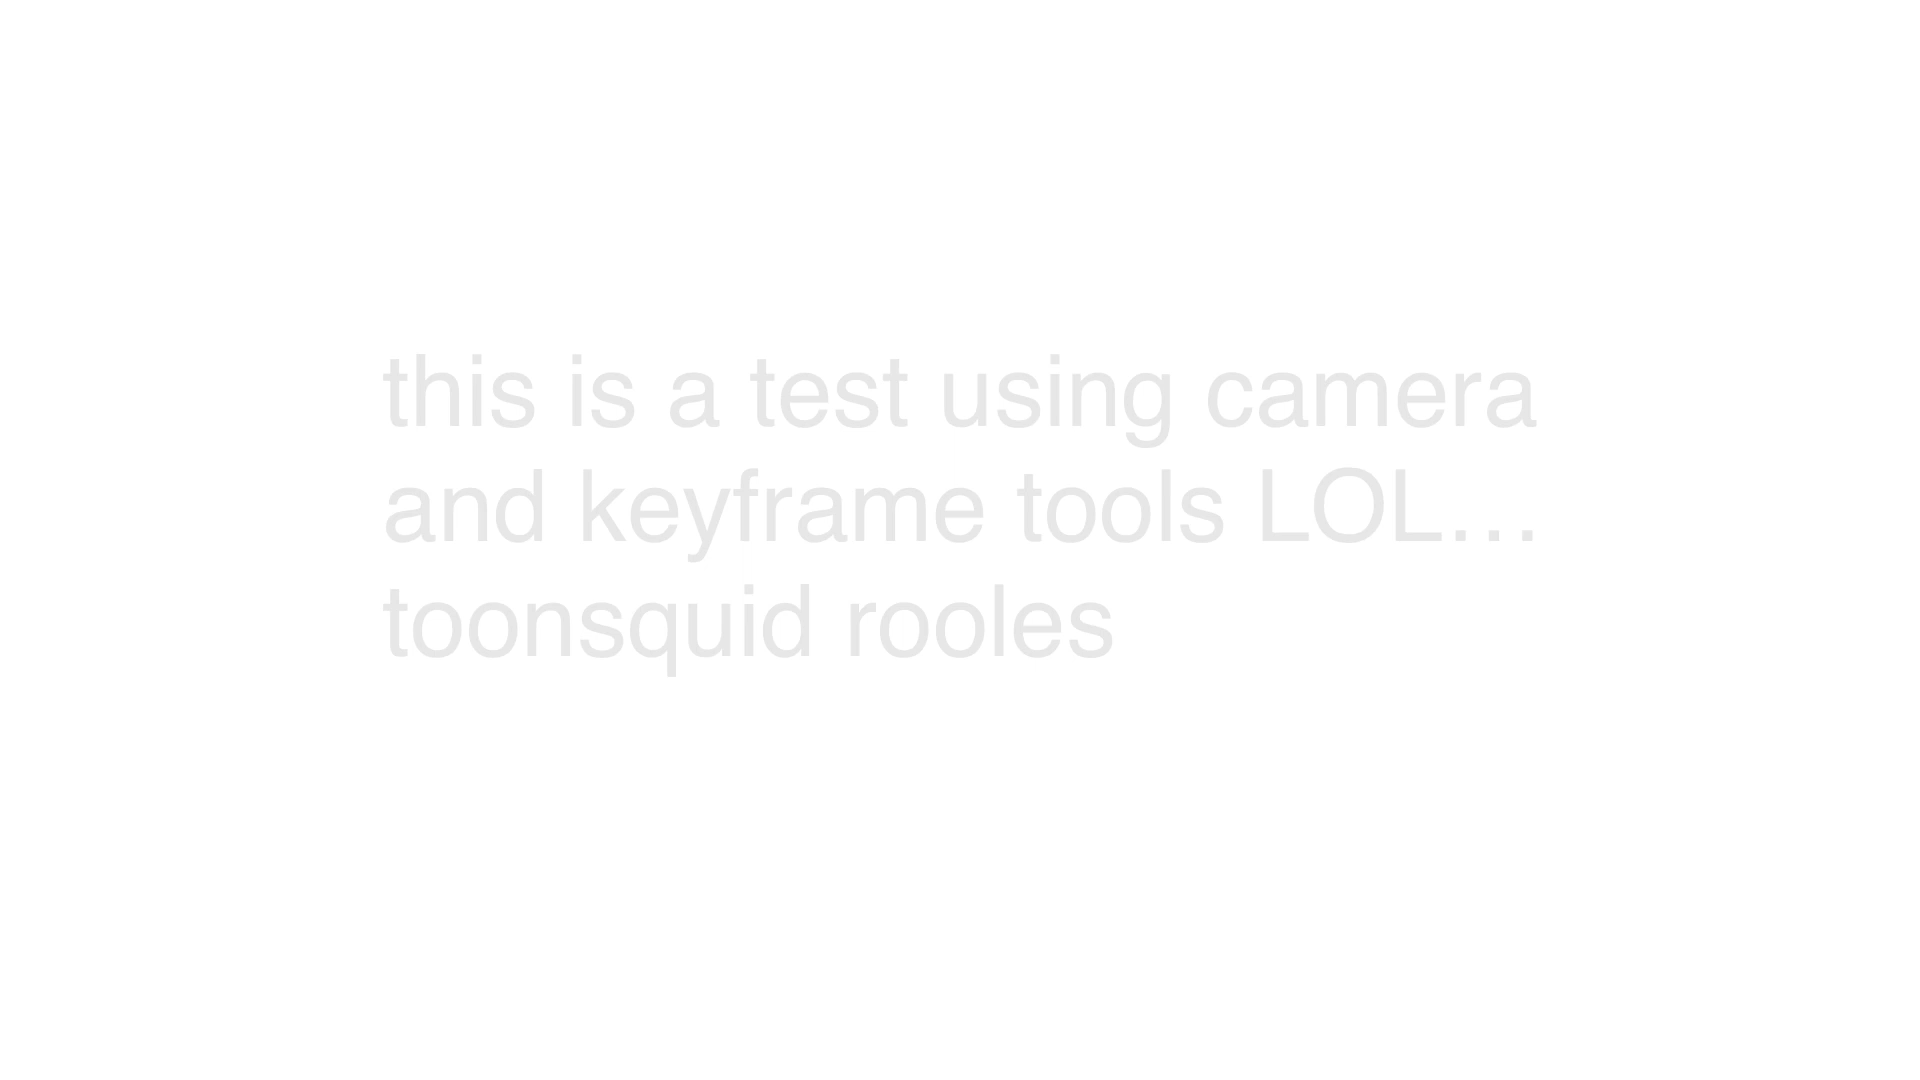 this is a test using camera
and keyframe tools LOL...
toonsquid rooles